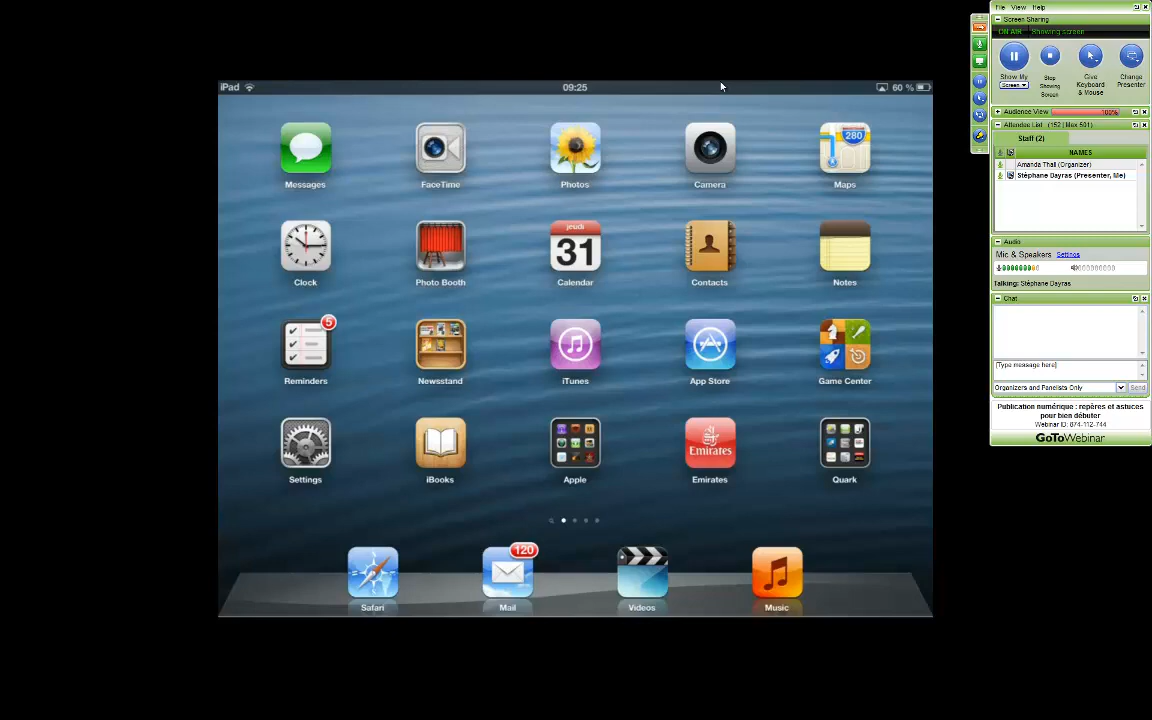 iPad
09:25
60 %
Messages
FaceTime
Photos
Camera
280
Maps
Clock
Photo Booth
jeudi
31
Calendar
Contacts
Notes
5
Reminders
Newsstand
iTunes
App Store
Game Center
Settings
iBooks
Apple
Emirates
Emirates
Quark
Safari
120
Mail
Videos
Music
File View Help
Screen Sharing
ON AIR Showing screen
Show My
Screen
Stop
Showing
Screen
Give
Keyboard
& Mouse
Change
Presenter
Audience View 100%
Attendee List (152 | Max 501)
Staff (2)
NAMES
Amanda Thall (Organizer)
Stéphane Dayras (Presenter, Me)
Audio
Mic & Speakers Settings
Talking: Stéphane Dayras
Chat
[Type message here]
Organizers and Panelists Only
Send
Publication numérique : repères et astuces
pour bien débuter
Webinar ID: 874-112-744
GoToWebinar